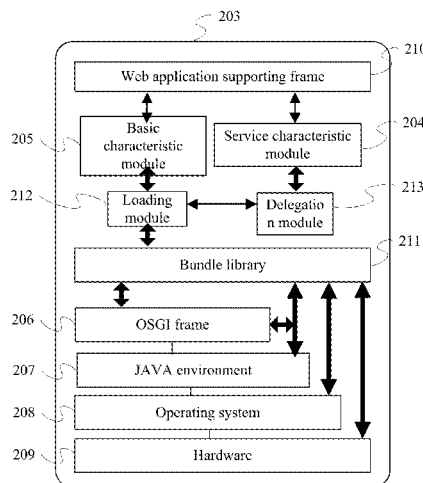 203
210
Web application supporting frame
205
Basic
characteristic
module
Service characteristic
module
204
212
Loading
module
Delegatio
n module
213
211
Bundle library
206
OSGI frame
207
JAVA environment
208
Operating system
209
Hardware